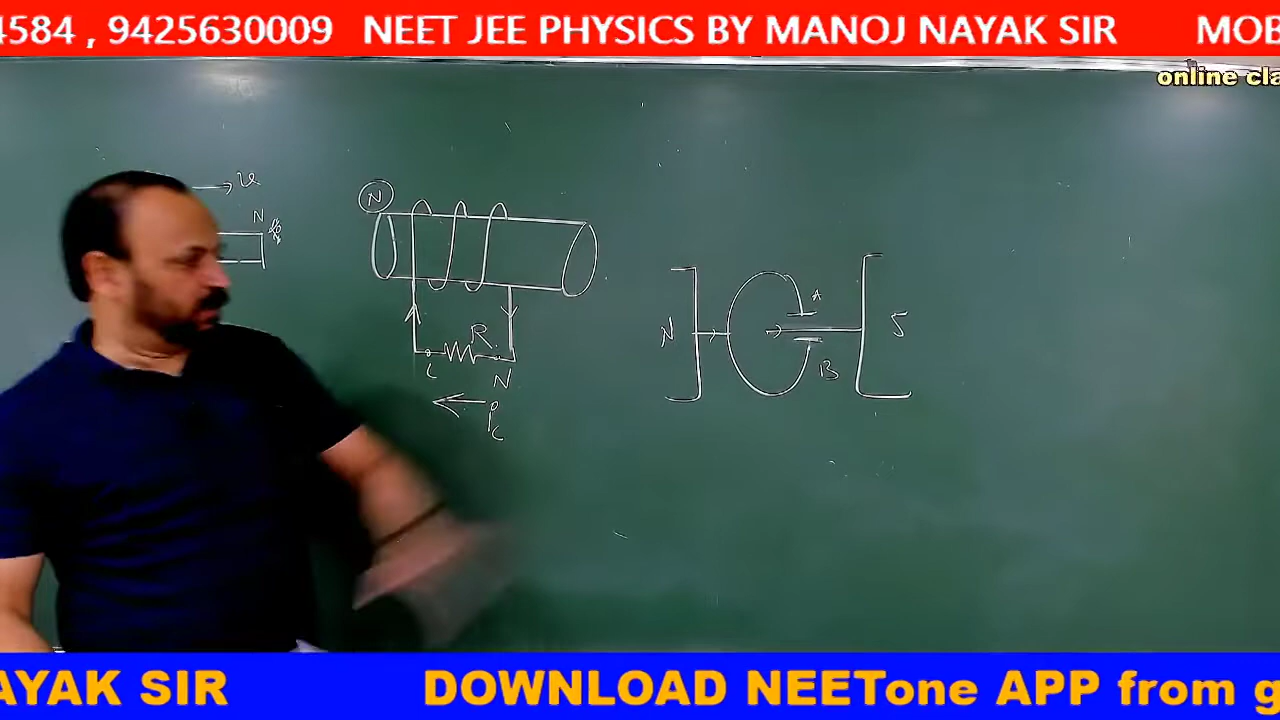 4584 , 9425630009 NEET JEE PHYSICS BY MANOJ NAYAK SIR MOB
online cla
N
N
R
N
N
S
A
B
AYAK SIR DOWNLOAD NEETone APP from g